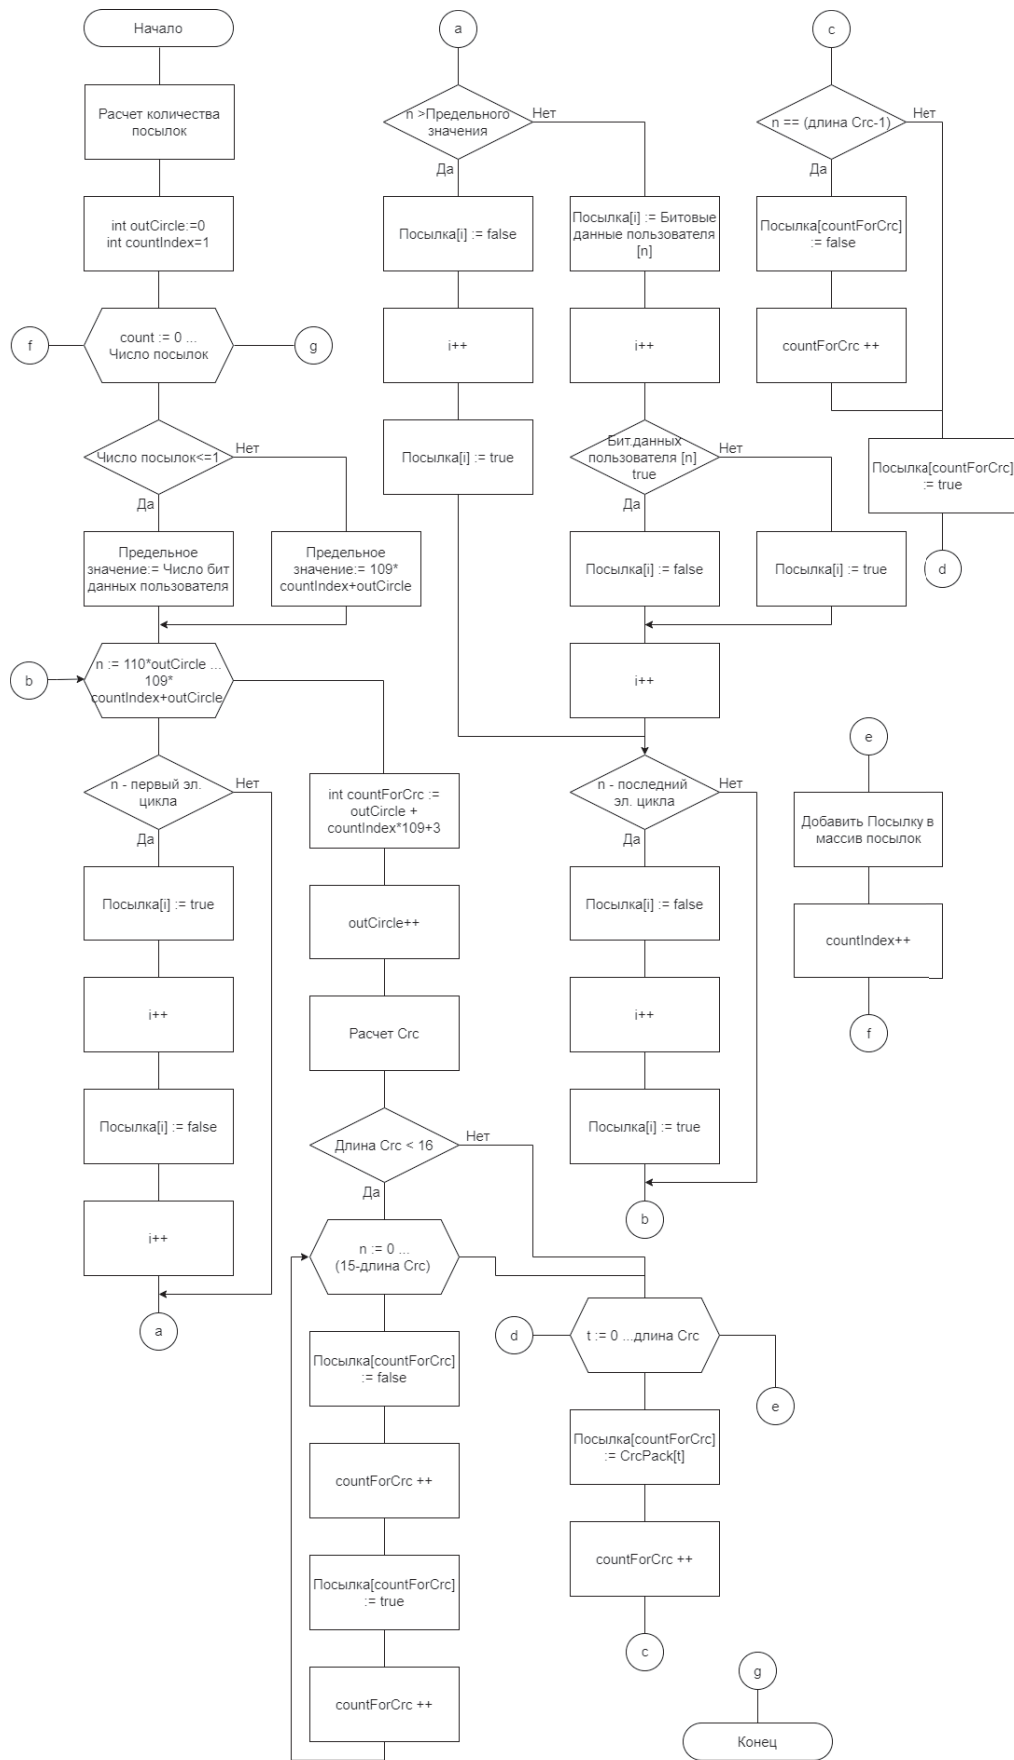 Начало
Расчет количества
посылок
int outCircle:=0
int countIndex=1
f
count := 0 ...
Число посылок
g
Число посылок<=1
Нет
Да
Предельное
значение:= Число бит
данных пользователя
Предельное
значение:= 109*
countIndex+outCircle
b
n := 110*outCircle ...
109*
countIndex+outCircle
n - первый эл.
цикла
Нет
Да
Посылка[i] := true
i++
Посылка[i] := false
i++
a
int countForCrc :=
outCircle +
countIndex*109+3
outCircle++
Расчет Crc
Длина Crc < 16
Нет
Да
n := 0 ...
(15-длина Crc)
Посылка[countForCrc]
:= false
countForCrc ++
Посылка[countForCrc]
:= true
countForCrc ++
a
n >Предельного
значения
Нет
Да
Посылка[i] := false
i++
Посылка[i] := true
Посылка[i] := Битовые
данные пользователя
[n]
i++
Бит.данных
пользователя [n]
true
Нет
Да
Посылка[i] := false
Посылка[i] := true
i++
n - последний
эл. цикла
Нет
Да
Посылка[i] := false
i++
Посылка[i] := true
b
d
t := 0 ...длина Crc
e
Посылка[countForCrc]
:= CrcPack[t]
countForCrc ++
c
c
n == (длина Crc-1)
Нет
Да
Посылка[countForCrc]
:= false
countForCrc ++
Посылка[countForCrc]
:= true
d
e
Добавить Посылку в
массив посылок
countIndex++
f
g
Конец